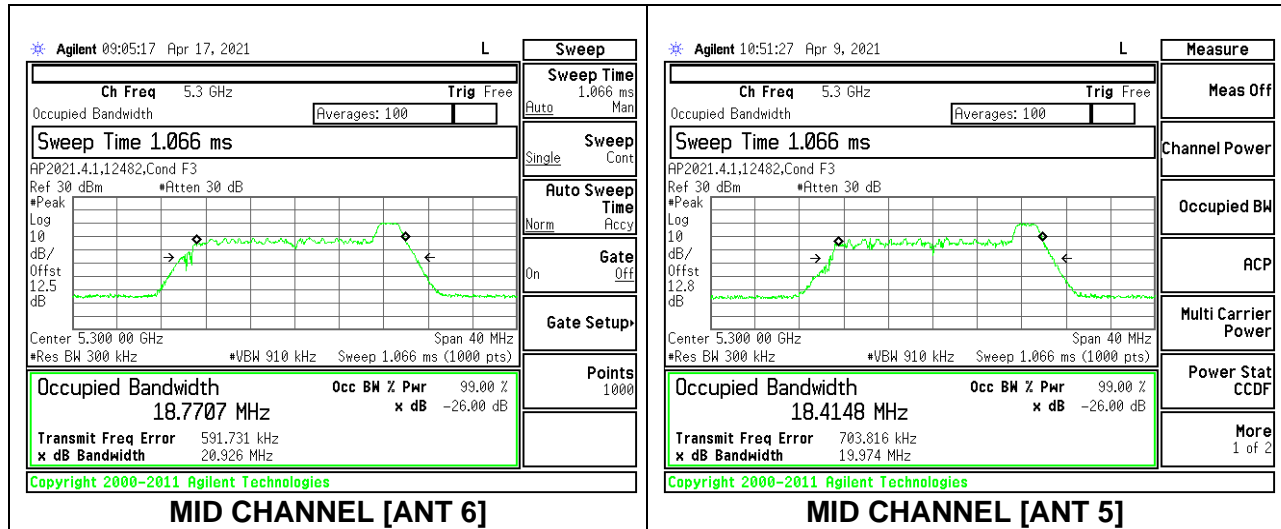 Agilent 09:05:17 Apr 17, 2021 L
Sweep
Ch Freq 5.3 GHz Trig Free
Occupied Bandwidth Averages: 100
Sweep Time 1.066 ms
AP2021.4.1,12482,Cond F3
Ref 30 dBm #Atten 30 dB
#Peak
Log
10
dB/
Offst
12.5
dB
Center 5.300 00 GHz Span 40 MHz
#Res BW 300 kHz #VBW 910 kHz Sweep 1.066 ms (1000 pts)
Occupied Bandwidth Occ BW % Pwr 99.00 %
18.7707 MHz x dB -26.00 dB
Transmit Freq Error 591.731 kHz
x dB Bandwidth 20.926 MHz
Copyright 2000-2011 Agilent Technologies
Sweep Time
1.066 ms
Auto Man
Sweep
Single Cont
Auto Sweep
Time
Norm Accy
Gate
On Off
Gate Setup
Points
1000
MID CHANNEL [ANT 6]
Agilent 10:51:27 Apr 9, 2021 L
Measure
Ch Freq 5.3 GHz Trig Free
Occupied Bandwidth Averages: 100
Sweep Time 1.066 ms
AP2021.4.1,12482,Cond F3
Ref 30 dBm #Atten 30 dB
#Peak
Log
10
dB/
Offst
12.8
dB
Center 5.300 00 GHz Span 40 MHz
#Res BW 300 kHz #VBW 910 kHz Sweep 1.066 ms (1000 pts)
Occupied Bandwidth Occ BW % Pwr 99.00 %
18.4148 MHz x dB -26.00 dB
Transmit Freq Error 703.816 kHz
x dB Bandwidth 19.974 MHz
Copyright 2000-2011 Agilent Technologies
Meas Off
Channel Power
Occupied BW
ACP
Multi Carrier
Power
Power Stat
CCDF
More
1 of 2
MID CHANNEL [ANT 5]